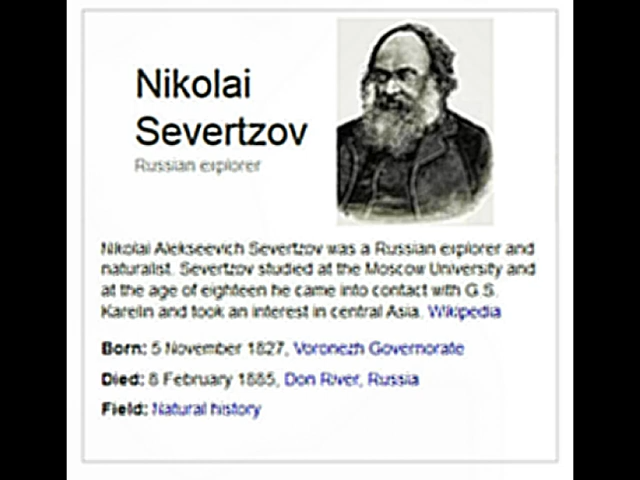 Nikolai
Severtzov
Russian explorer
Nikolai Alekseevich Severtzov was a Russian explorer and
naturalist. Severtzov studied at the Moscow University and
at the age of eighteen he came into contact with G.S.
Karelin and took an interest in central Asia. Wikipedia
Born: 5 November 1827, Voronezh Governorate
Died: 8 February 1885, Don River, Russia
Field: Natural history